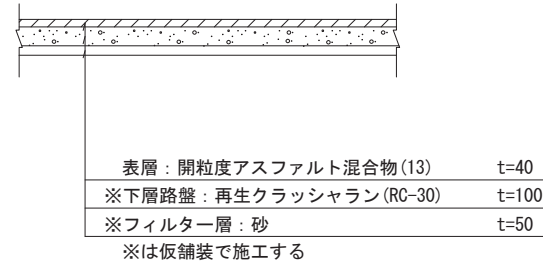 表層：開粒度アスファルト混合物(13) t=40
※下層路盤：再生クラッシャラン(RC-30) t=100
※フィルター層：砂 t=50
※は仮舗装で施工する